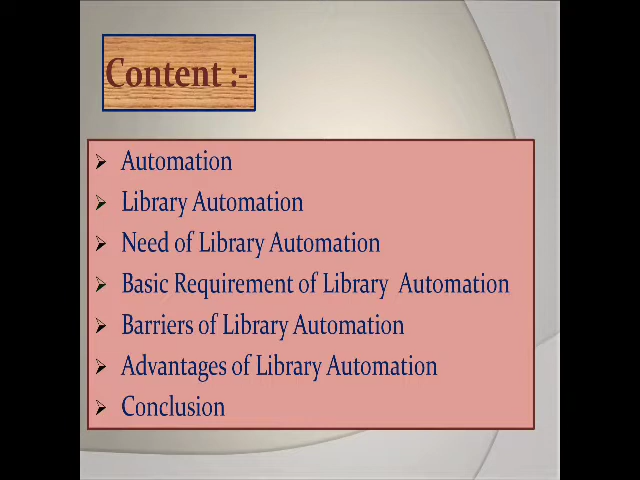 Content :-
Automation
Library Automation
Need of Library Automation
Basic Requirement of Library Automation
Barriers of Library Automation
Advantages of Library Automation
Conclusion